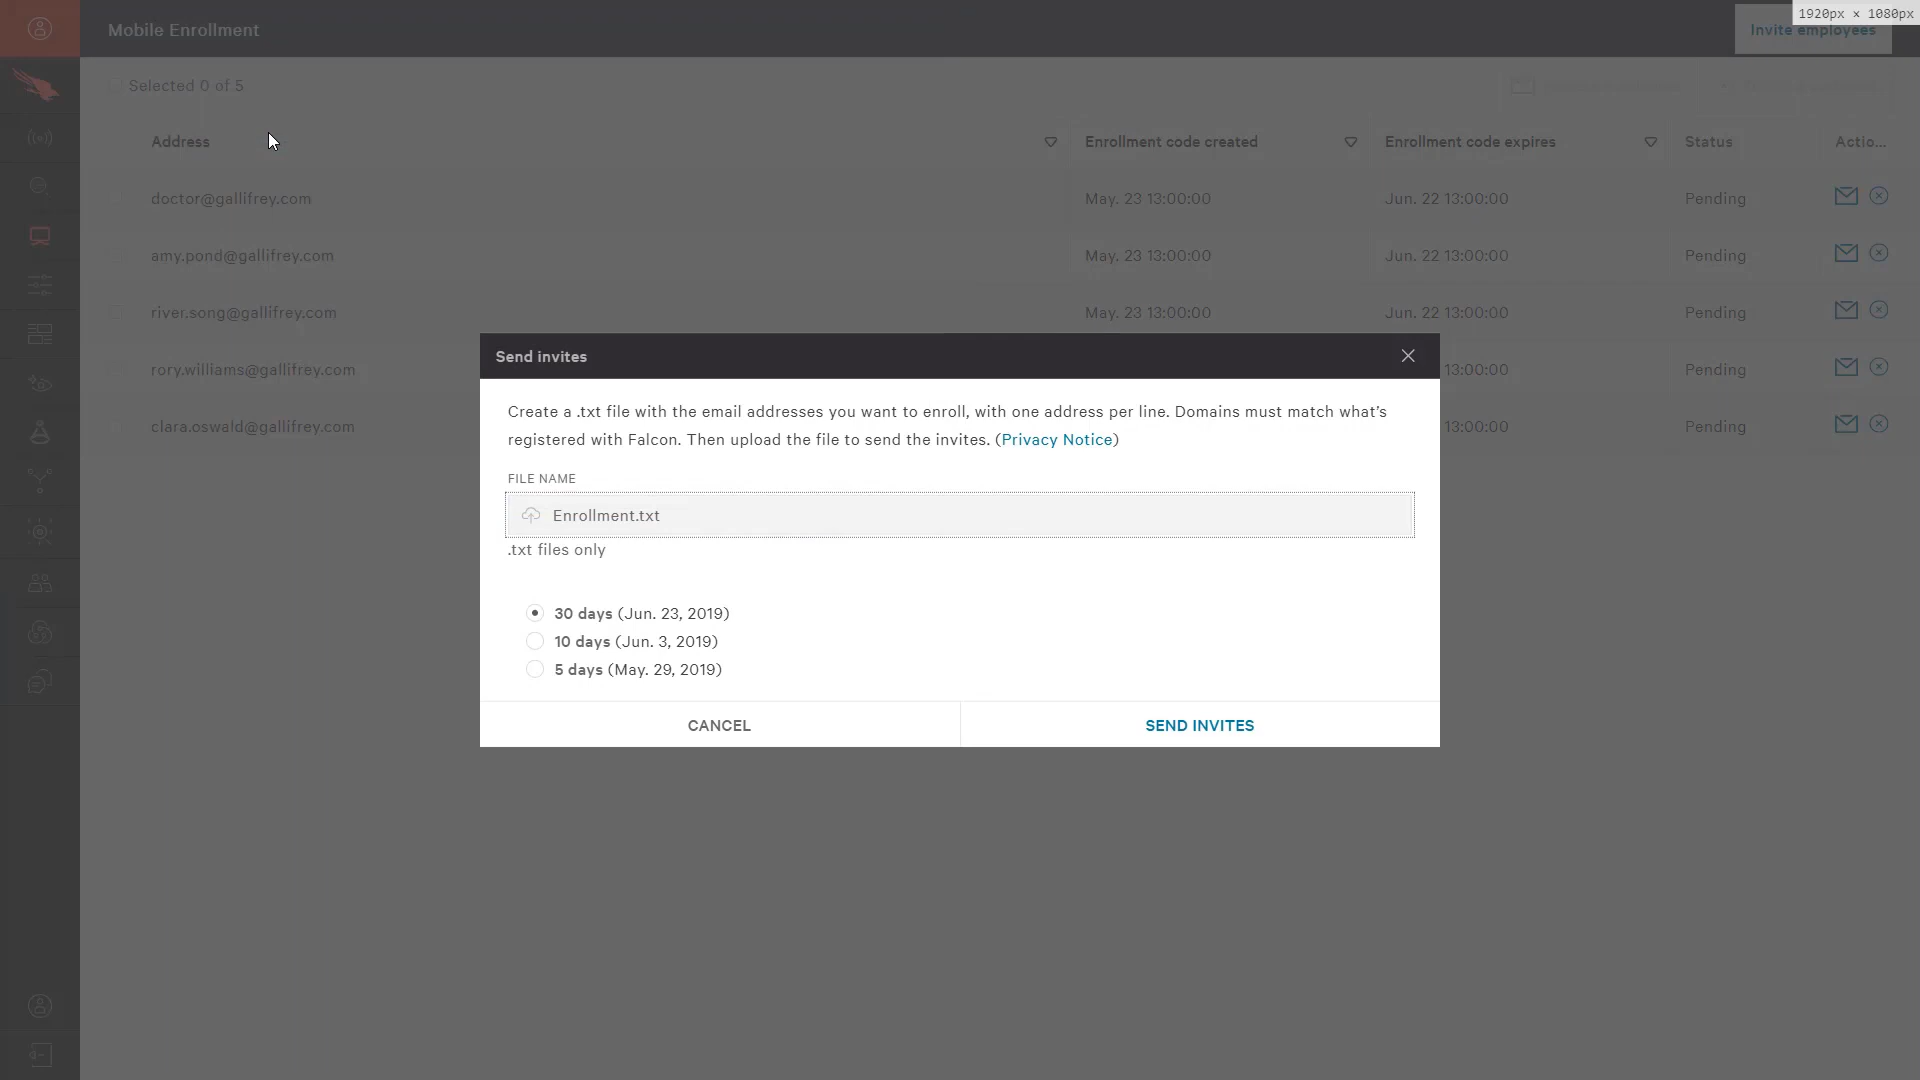 1920px × 1080px
Mobile Enrollment
Invite employees
Selected 0 of 5
Address Enrollment code created Enrollment code expires Status Actio...
doctor@gallifrey.com May. 23 13:00:00 Jun. 22 13:00:00 Pending
amy.pond@gallifrey.com May. 23 13:00:00 Jun. 22 13:00:00 Pending
river.song@gallifrey.com May. 23 13:00:00 Jun. 22 13:00:00 Pending
rory.williams@gallifrey.com 13:00:00 Pending
clara.oswald@gallifrey.com 13:00:00 Pending
Send invites
Create a .txt file with the email addresses you want to enroll, with one address per line. Domains must match what's
registered with Falcon. Then upload the file to send the invites. (Privacy Notice)
FILE NAME
Enrollment.txt
.txt files only
30 days (Jun. 23, 2019)
10 days (Jun. 3, 2019)
5 days (May. 29, 2019)
CANCEL SEND INVITES